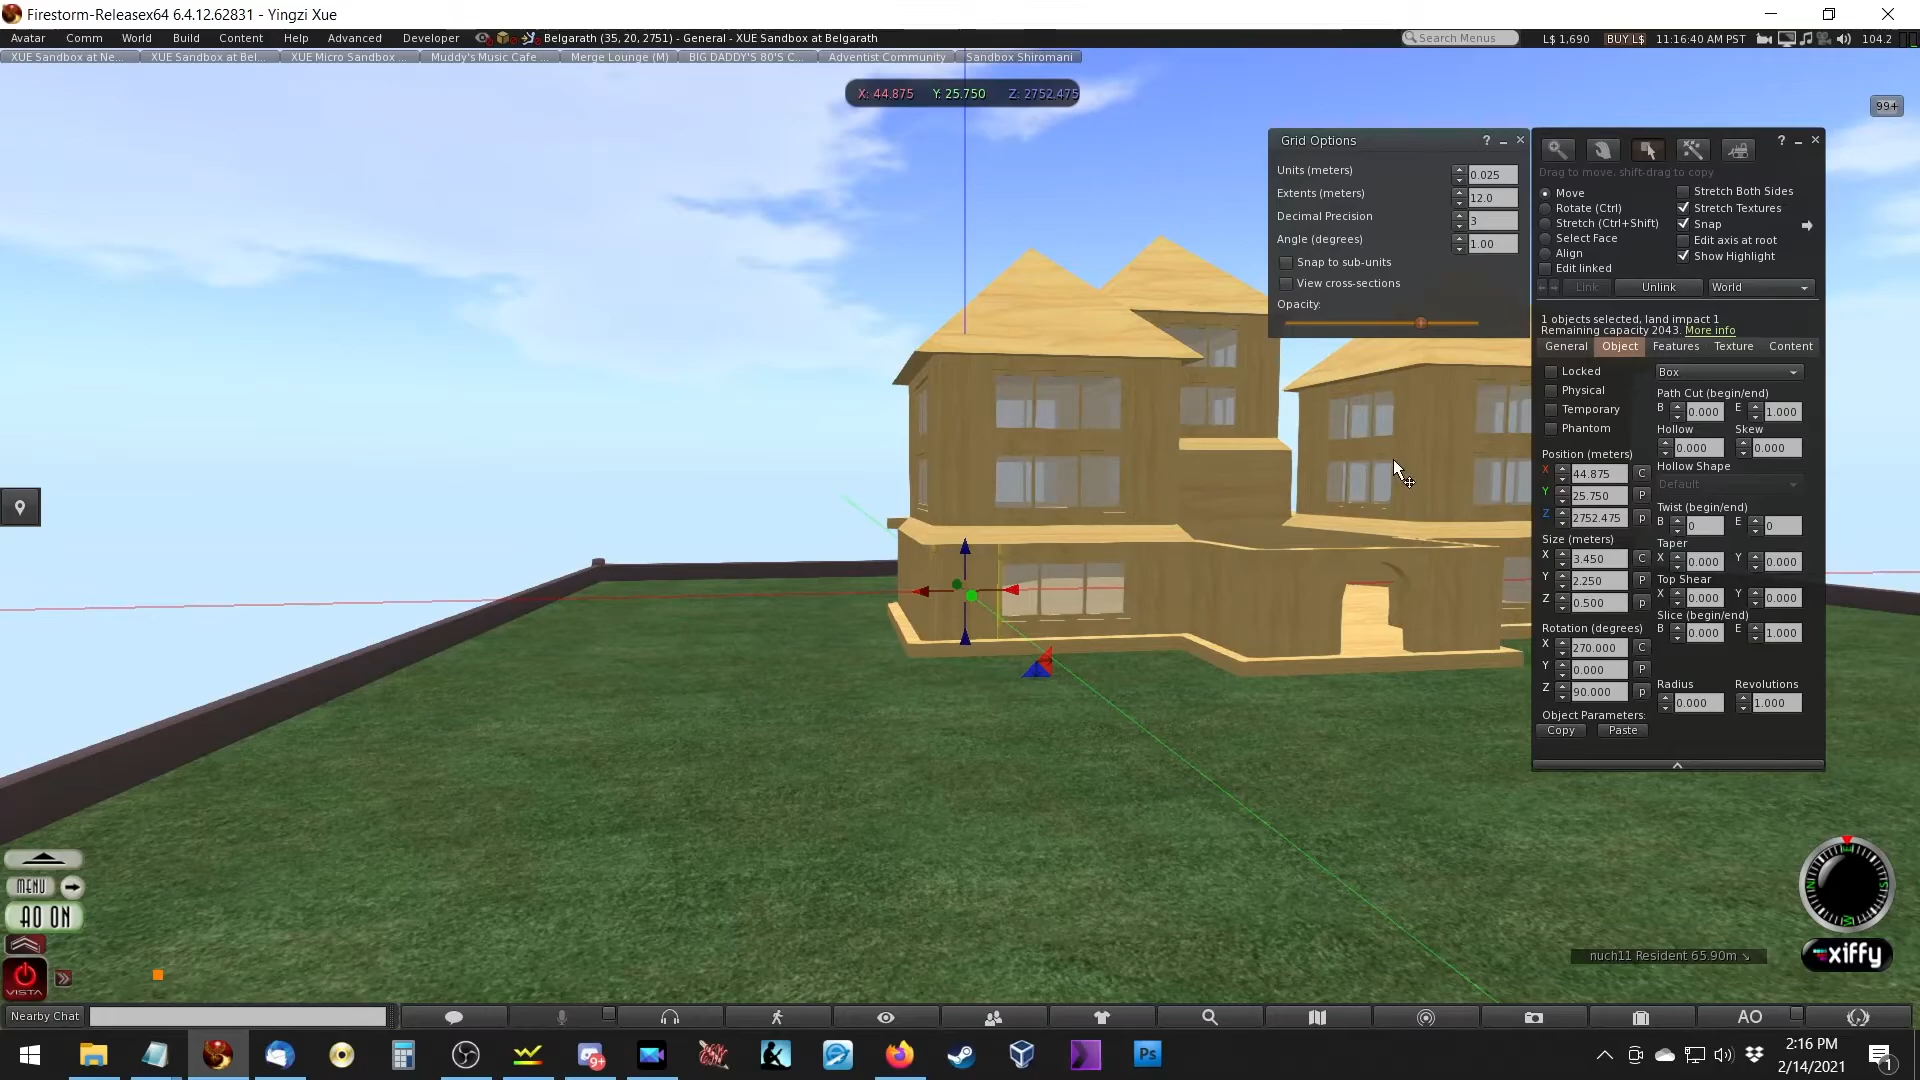 Firestorm-Releasex64 6.4.12.62831 - Yingzi Xue
Avatar Comm World Build Content Help Advanced Developer Belgarath (35, 20, 2751) - General - XUE Sandbox at Belgarath Search Menus L$ 1,690 BUY L$ 11:16:40 AM PST 104.2
XUE Sandbox at Ne... XUE Sandbox at Bel... XUE Micro Sandbox ... Muddy's Music Cafe ... Merge Lounge (M) BIG DADDY'S 80'S C... Adventist Community Sandbox Shiromani
X: 44.875 Y: 25.750 Z: 2752.475
99+
Grid Options ? 
Units (meters) 0.025
Extents (meters) 12.0
Decimal Precision 3
Angle (degrees) 1.00
Snap to sub-units
View cross-sections
Opacity:
?
Drag to move, shift-drag to copy
Move Stretch Both Sides
Rotate (Ctrl) Stretch Textures
Stretch (Ctrl+Shift) Snap
Select Face Edit axis at root
Align Show Highlight
Edit linked
Link Unlink World
1 objects selected, land impact 1
Remaining capacity 2043. More info
General Object Features Texture Content
Locked Box
Physical Path Cut (begin/end)
Temporary B 0.000 E 1.000
Phantom Hollow Skew
0.000 0.000
Position (meters) Hollow Shape
X 44.875 C Default
Y 25.750 P
Z 2752.475 p Twist (begin/end)
B 0 E 0
Size (meters) Taper
X 3.450 C X 0.000 Y 0.000
Y 2.250 P Top Shear
Z 0.500 p X 0.000 Y 0.000
Slice (begin/end)
Rotation (degrees) B 0.000 E 1.000
X 270.000 C
Y 0.000 P
Z 90.000 p Radius Revolutions
0.000 1.000
Object Parameters:
Copy Paste
MENU
AO ON
VISTA
N
S
W
xiffy
nuch11 Resident 65.90m
Nearby Chat AO
9+
Ps
2:16 PM
2/14/2021
1